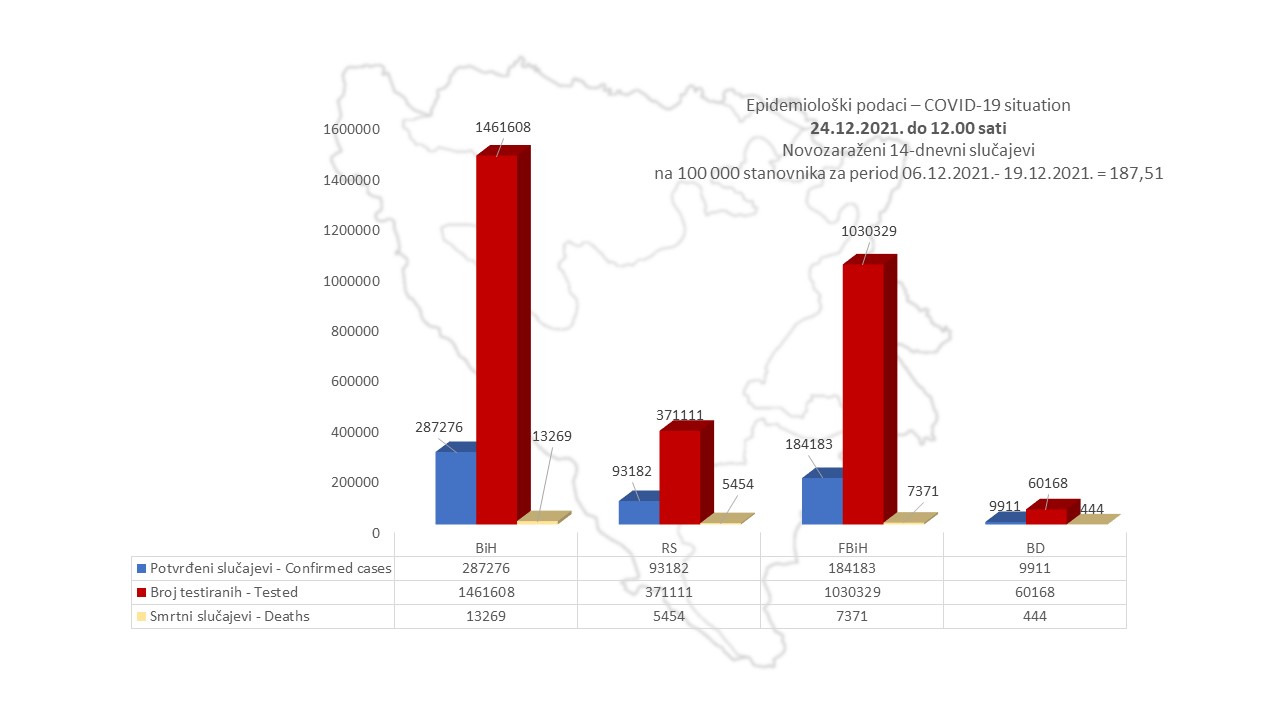 Epidemiološki podaci – COVID-19 situation
24.12.2021. do 12.00 sati
Novozaraženi 14-dnevni slučajevi
na 100 000 stanovnika za period 06.12.2021.- 19.12.2021. = 187,51
1600000
1400000
1200000
1000000
800000
600000
400000
200000
0
287276
1461608
13269
93182
371111
5454
184183
1030329
7371
9911
60168
444
BiH RS FBiH BD
Potvrđeni slučajevi - Confirmed cases 287276 93182 184183 9911
Broj testiranih - Tested 1461608 371111 1030329 60168
Smrtni slučajevi - Deaths 13269 5454 7371 444